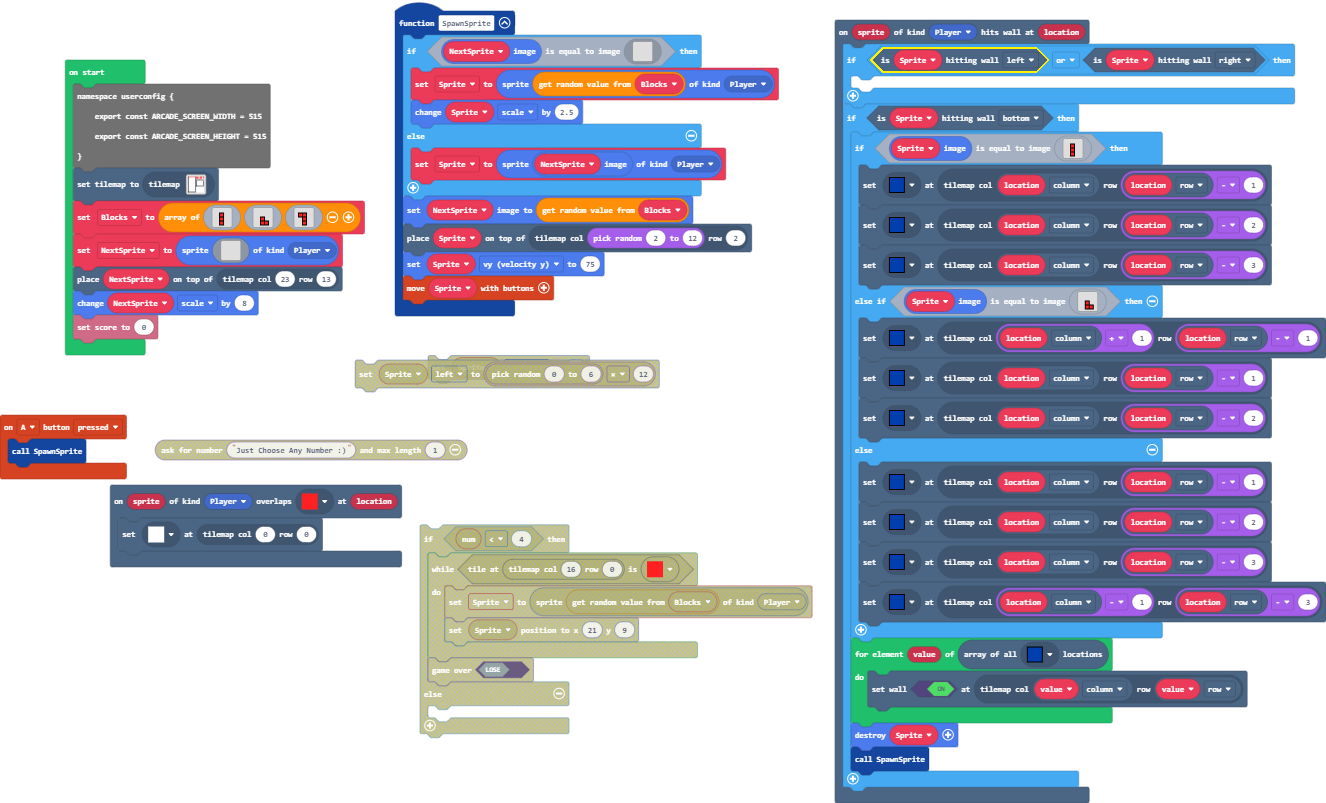 on start
namespace userconfig {
export const ARCADE_SCREEN_WIDTH = 515
export const ARCADE_SCREEN_HEIGHT = 515
}
set tilemap to tilemap
set Blocks to array of
set NextSprite to sprite of kind Player
place NextSprite on top of tilemap col 23 row 13
change NextSprite scale by 8
set score to 0
function SpawnSprite
if NextSprite image is equal to image then
set Sprite to sprite get random value from Blocks of kind Player
change Sprite scale by 2.5
else
set Sprite to sprite NextSprite image of kind Player
set NextSprite image to get random value from Blocks
place Sprite on top of tilemap col pick random 2 to 12 row 2
set Sprite vy (velocity y) to 75
move Sprite with buttons
set Sprite left to pick random 0 to 6 × 12
on A button pressed
call SpawnSprite
ask for number "Just Choose Any Number :)" and max length 1
on sprite of kind Player overlaps at location
set at tilemap col 0 row 0
if num < 4 then
while tile at tilemap col 16 row 0 is
do
set Sprite to sprite get random value from Blocks of kind Player
set Sprite position to x 21 y 9
game over LOSE
else
on sprite of kind Player hits wall at location
if is Sprite hitting wall left or is Sprite hitting wall right then
if is Sprite hitting wall bottom then
if Sprite image is equal to image then
set at tilemap col location column row location row - 1
set at tilemap col location column row location row - 2
set at tilemap col location column row location row - 3
else if Sprite image is equal to image then
set at tilemap col location column + 1 row location row - 1
set at tilemap col location column row location row - 1
set at tilemap col location column row location row - 2
else
set at tilemap col location column row location row - 1
set at tilemap col location column row location row - 2
set at tilemap col location column row location row - 3
set at tilemap col location column - 1 row location row - 3
for element value of array of all locations
do
set wall ON at tilemap col value column row value row
destroy Sprite
call SpawnSprite